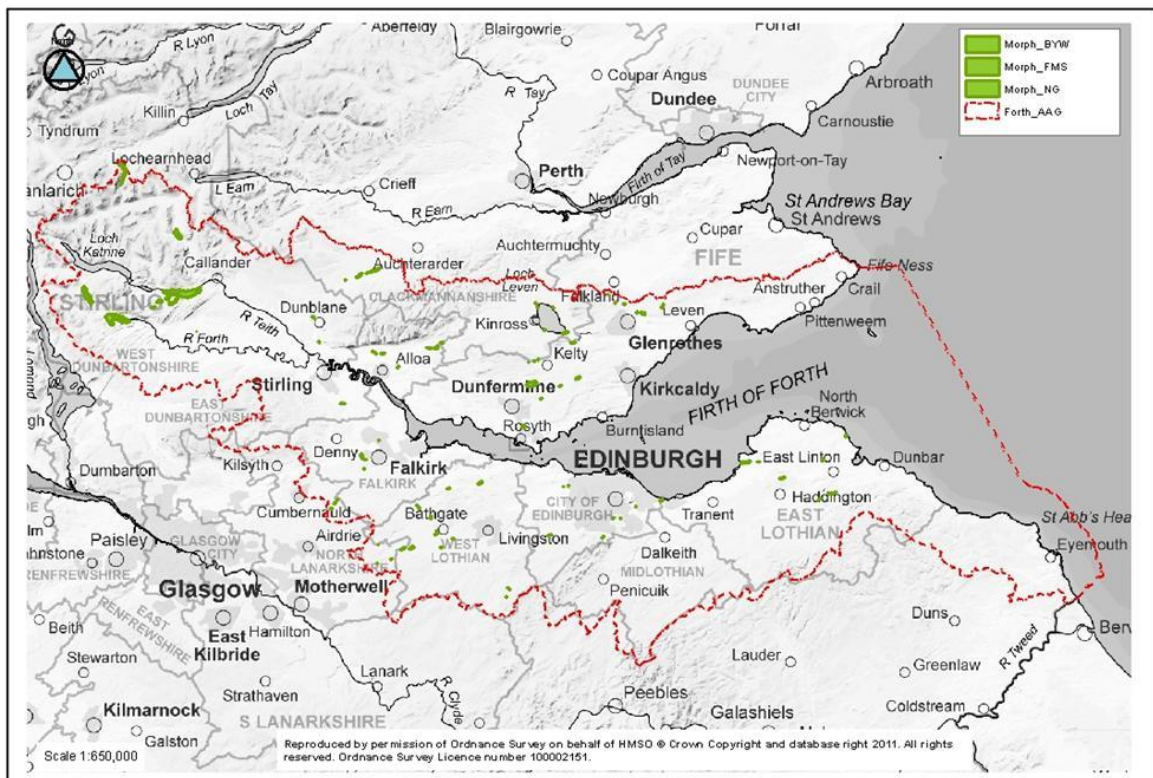 Aberfeldy
Blairgowrie
Forfar
R Lyon
Coupar Angus
Arbroath
R Tay
Loch Tay
Killin
Dundee
DUNDEE CITY
Carnoustie
Tyndrum
Lochearnhead
L Earn
Crieff
Perth
Firth of Tay
Newport-on-Tay
Newburgh
R Earn
St Andrews Bay
St Andrews
Auchtermuchty
Cupar
FIFE
Loch Katrine
Callander
Auchterarder
Loch Leven
Falkland
Fife Ness
Anstruther
Crail
CLACKMANNANSHIRE
STIRLING
Dunblane
Kinross
Leven
Pittenweem
R Teith
R Forth
Glenrothes
WEST DUNBARTONSHIRE
Alloa
Kelty
Stirling
Dunfermline
Kirkcaldy
EAST DUNBARTONSHIRE
FIRTH OF FORTH
North Berwick
Rosyth
Burntisland
Denny
Kilsyth
Falkirk
FALKIRK
EDINBURGH
East Linton
Dunbar
Dumbarton
Cumbernauld
CITY OF EDINBURGH
Haddington
Bathgate
Tranent
EAST LOTHIAN
Airdrie
WEST LOTHIAN
Livingston
Paisley
GLASGOW CITY
NORTH LANARKSHIRE
Dalkeith
MIDLOTHIAN
Eyemouth
RENFREWSHIRE
Glasgow
Motherwell
Penicuik
EAST RENFREWSHIRE
Hamilton
East Kilbride
Beith
Duns
Stewarton
Lanark
Lauder
Greenlaw
R Tweed
Strathaven
Clyde
Peebles
Galashiels
Coldstream
Kilmarnock
S LANARKSHIRE
Galston
Morph_BYW
Morph_FMS
Morph_NG
Forth_AAG
Scale 1:650,000
Reproduced by permission of Ordnance Survey on behalf of HMSO © Crown Copyright and database right 2011. All rights
reserved. Ordnance Survey Licence number 100002151.